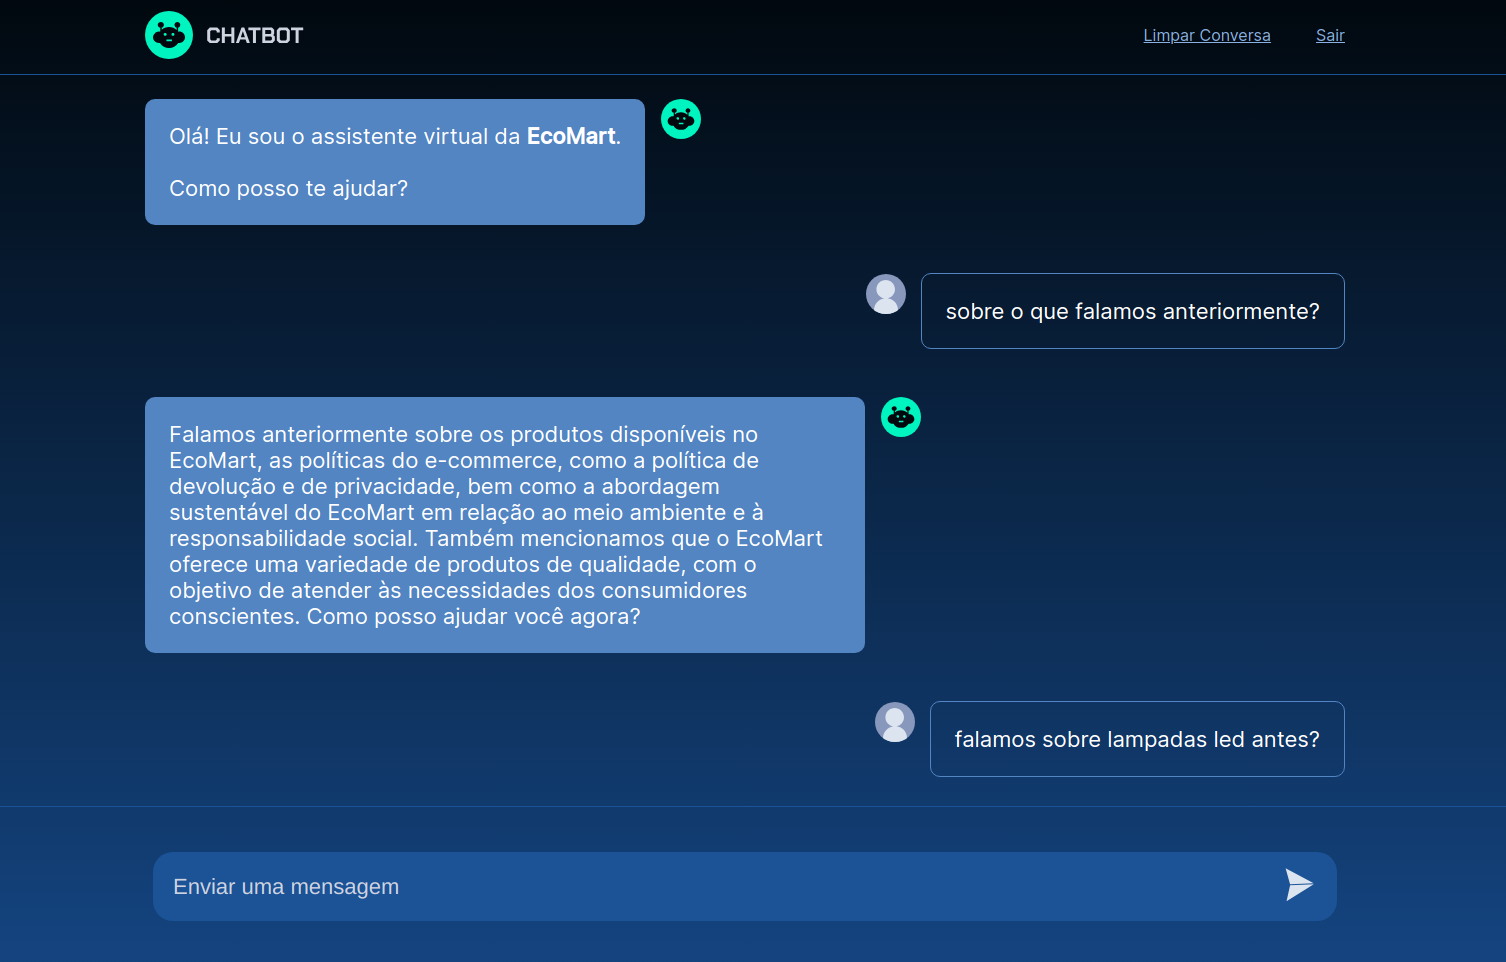 CHATBOT
Limpar Conversa
Sair
Olá! Eu sou o assistente virtual da EcoMart.
Como posso te ajudar?
sobre o que falamos anteriormente?
Falamos anteriormente sobre os produtos disponíveis no
EcoMart, as políticas do e-commerce, como a política de
devolução e de privacidade, bem como a abordagem
sustentável do EcoMart em relação ao meio ambiente e à
responsabilidade social. Também mencionamos que o EcoMart
oferece uma variedade de produtos de qualidade, com o
objetivo de atender às necessidades dos consumidores
conscientes. Como posso ajudar você agora?
falamos sobre lampadas led antes?
Enviar uma mensagem